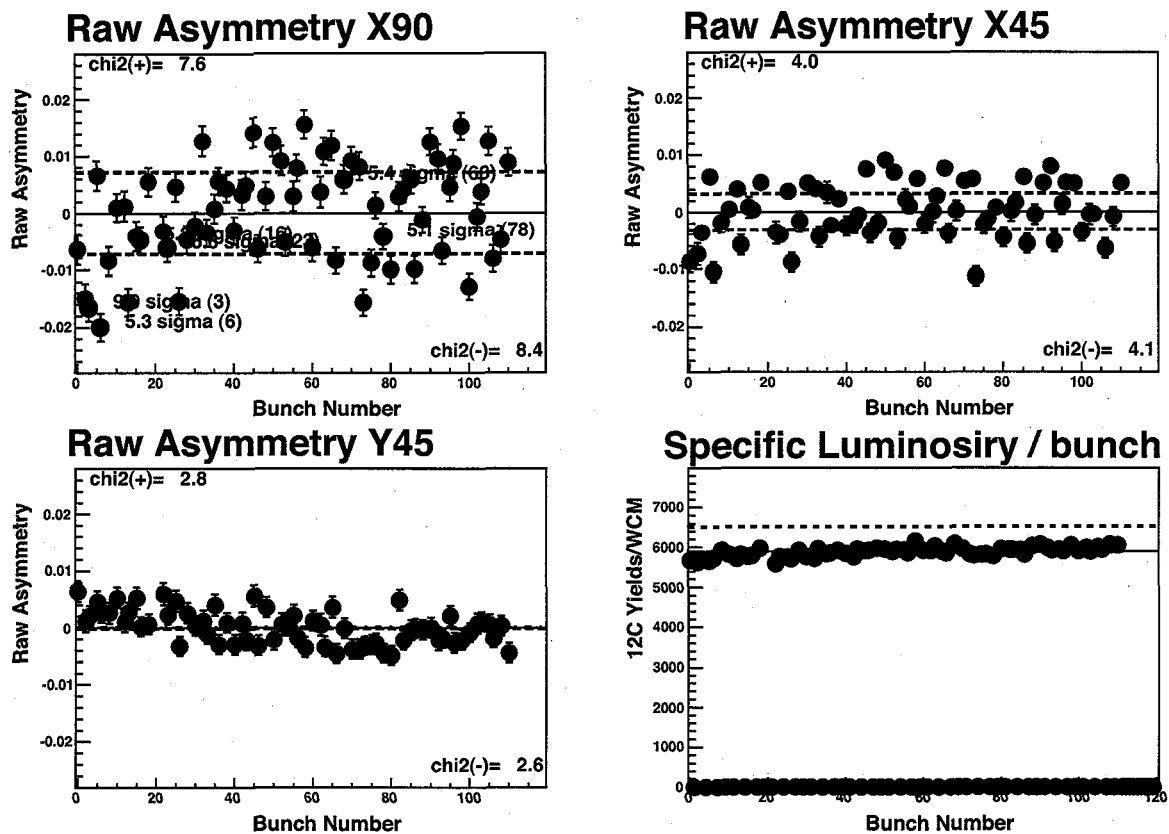 Raw Asymmetry X90
chi2(+)= 7.6
Raw Asymmetry
0.02
0.01
0
-0.01
-0.02
5.4 sigma (60)
sigma (16)
5.1 sigma (78)
sigma (3)
5.3 sigma (6)
chi2(-)= 8.4
0 20 40 60 80 100
Bunch Number
Raw Asymmetry X45
chi2(+)= 4.0
Raw Asymmetry
0.02
0.01
0
-0.01
-0.02
chi2(-)= 4.1
0 20 40 60 80 100
Bunch Number
Raw Asymmetry Y45
chi2(+)= 2.8
Raw Asymmetry
0.02
0.01
0
-0.01
-0.02
chi2(-)= 2.6
0 20 40 60 80 100
Bunch Number
Specific Luminosiry / bunch
12C Yields/WCM
7000
6000
5000
4000
3000
2000
1000
0
0 20 40 60 80 100 120
Bunch Number